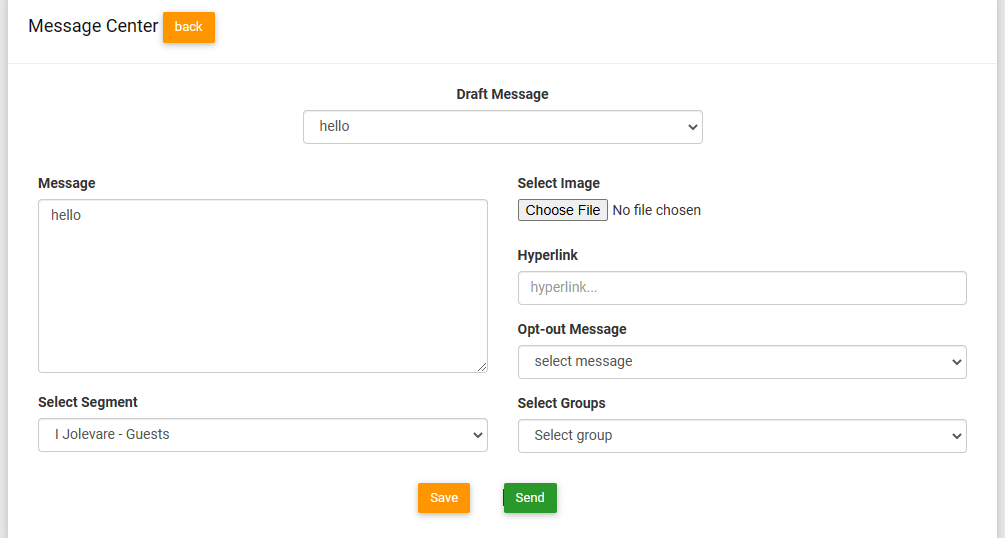 Message Center back
Draft Message
hello
Message
hello
Select Image
Choose File No file chosen
Hyperlink
hyperlink...
Opt-out Message
select message
Select Segment
I Jolevare - Guests
Select Groups
Select group
Save Send